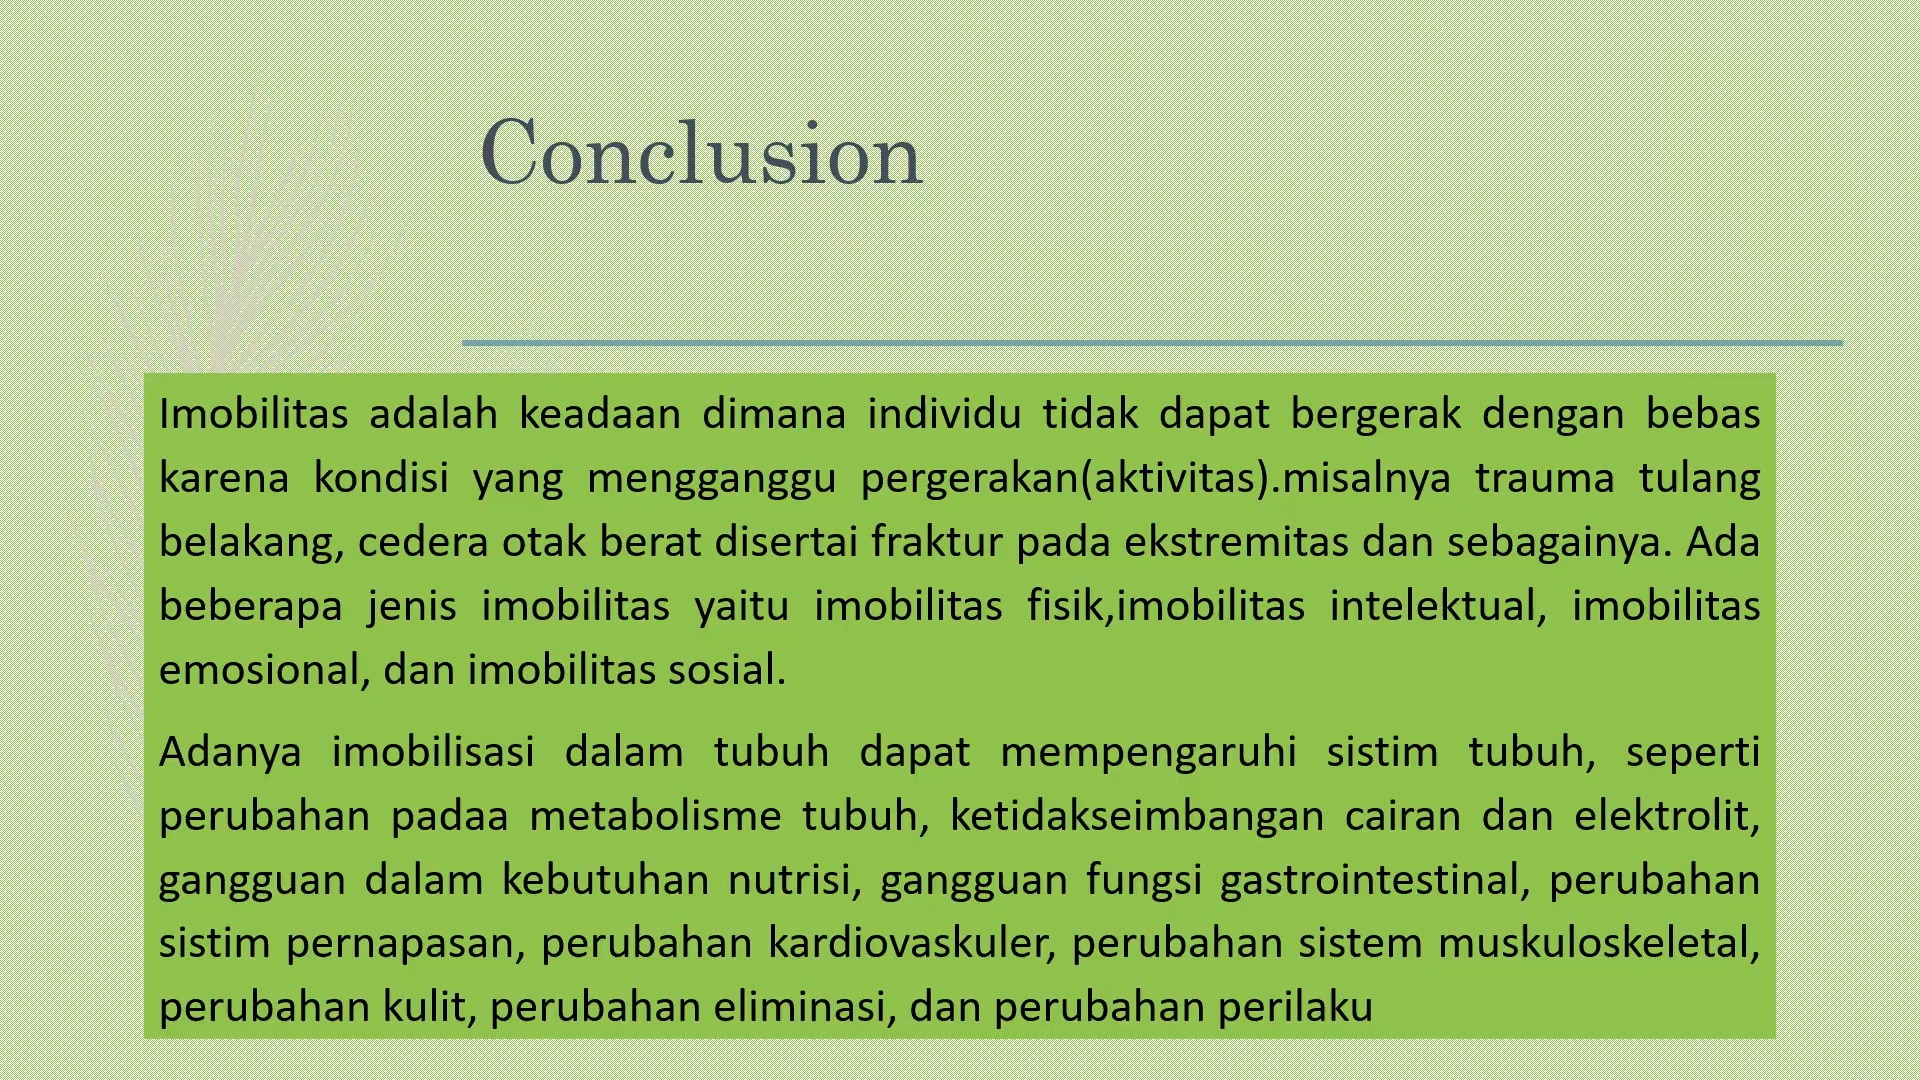 Conclusion
Imobilitas adalah keadaan dimana individu tidak dapat bergerak dengan bebas
karena kondisi yang mengganggu pergerakan(aktivitas).misalnya trauma tulang
belakang, cedera otak berat disertai fraktur pada ekstremitas dan sebagainya. Ada
beberapa jenis imobilitas yaitu imobilitas fisik,imobilitas intelektual, imobilitas
emosional, dan imobilitas sosial.
Adanya imobilisasi dalam tubuh dapat mempengaruhi sistim tubuh, seperti
perubahan padaa metabolisme tubuh, ketidakseimbangan cairan dan elektrolit,
gangguan dalam kebutuhan nutrisi, gangguan fungsi gastrointestinal, perubahan
sistim pernapasan, perubahan kardiovaskuler, perubahan sistem muskuloskeletal,
perubahan kulit, perubahan eliminasi, dan perubahan perilaku